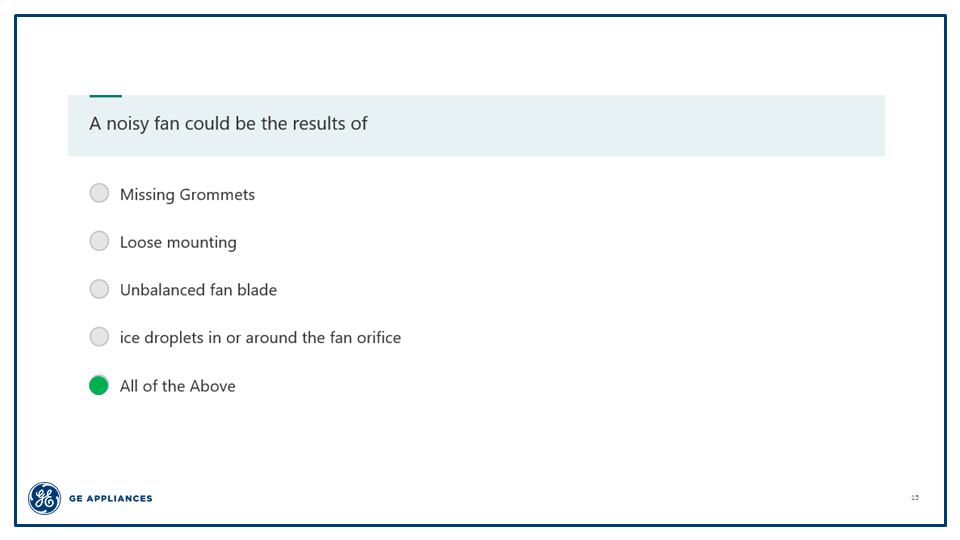 A noisy fan could be the results of
Missing Grommets
Loose mounting
Unbalanced fan blade
ice droplets in or around the fan orifice
All of the Above
GE APPLIANCES
15